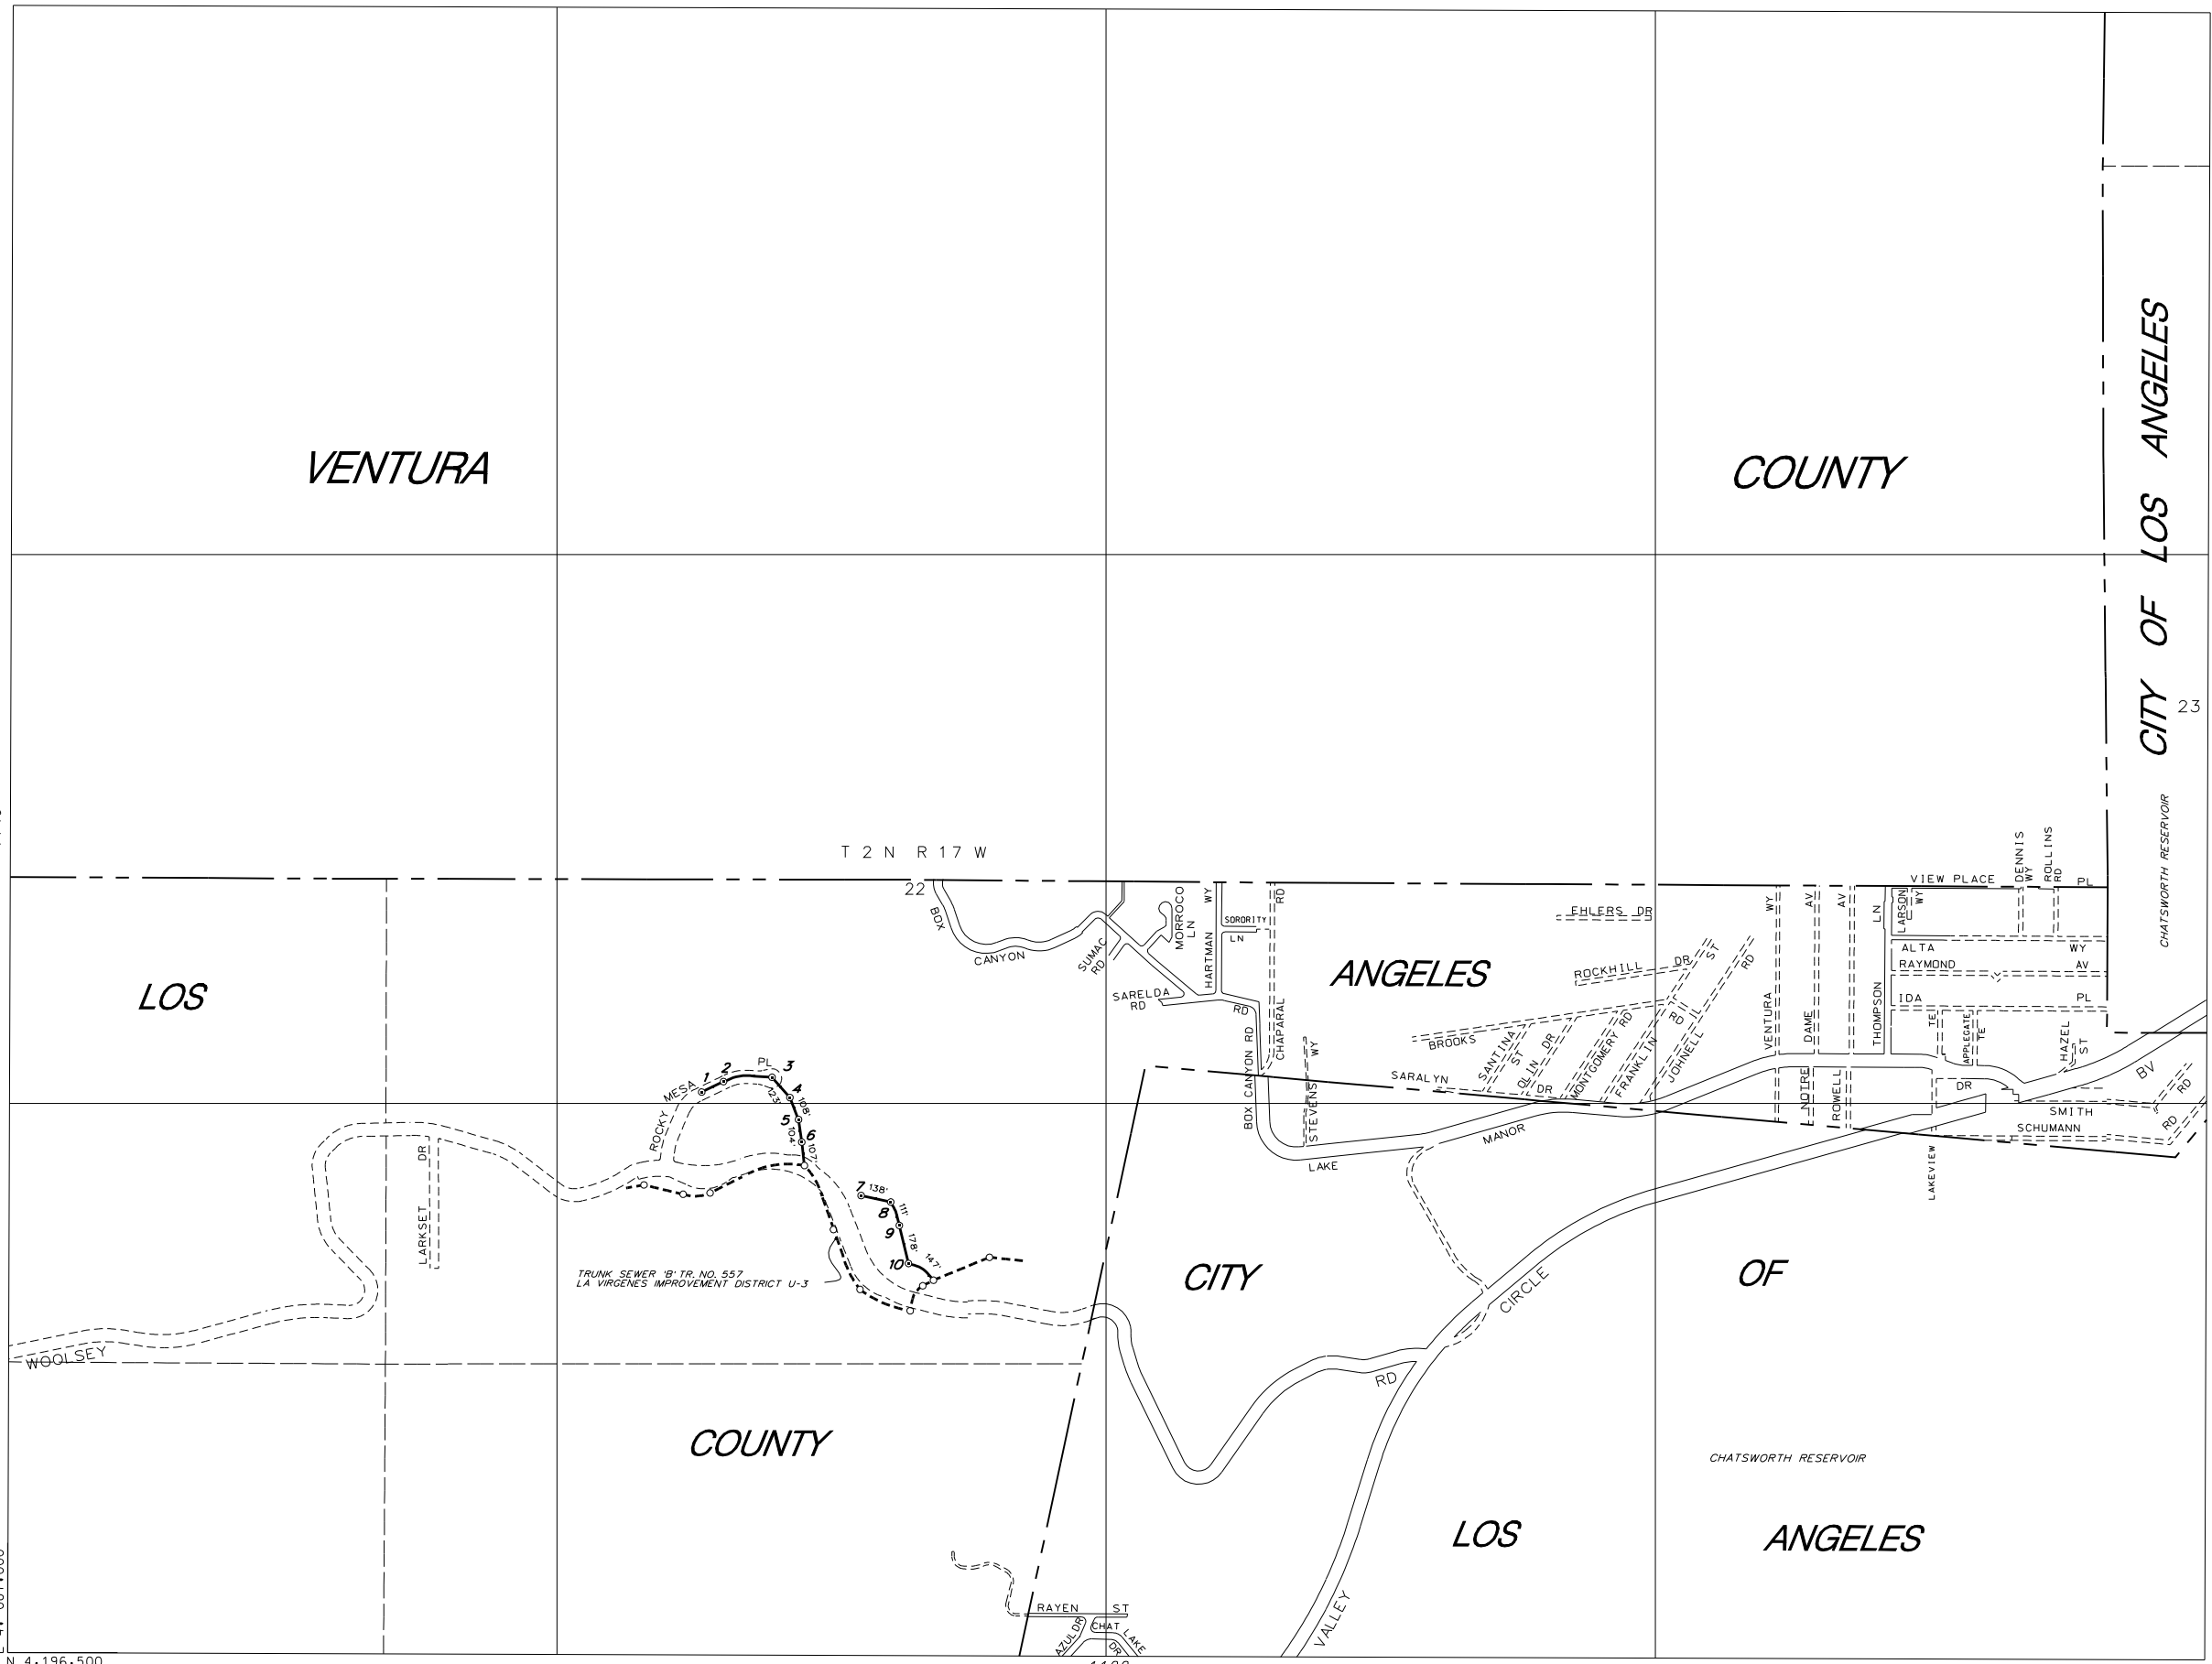 VENTURA
COUNTY
CITY OF LOS ANGELES
23
CHATSWORTH RESERVOIR
T 2 N R 17 W
22
BOX
CANYON
SUMAC
RD
MORROCO
LN
HARTMAN
WY
SORORITY
LN
RD
CHAPARAL
SARELDA
RD
RD
BOX CANYON RD
STEVENS WY
EHLERS DR
ROCKHILL DR
ST
RD
BROOKS
SANTINA
ST
OLIN DR
MONTGOMERY RD
FRANKLIN
RD
JOHNELL
SARALYN
DR
WY
VENTURA
AV
DAME
NOTRE
AV
ROWELL
LN
THOMPSON
LARSON
WY
VIEW PLACE
PL
DENNIS
WY
ROLLINS
RD
ALTA
WY
RAYMOND
AV
IDA
PL
TE
APPLEGATE
TE
HAZEL
ST
DR
LAKEVIEW
BV
SMITH
RD
SCHUMANN
RD
LAKE
MANOR
LOS
ANGELES
ROCKY
MESA
PL
1
2
3
4
5
6
123'
108'
104'
107'
7
138'
8
111'
9
178'
10
147'
LARKSET
DR
TRUNK SEWER 'B' TR. NO. 557
LA VIRGENES IMPROVEMENT DISTRICT U-3
WOOLSEY
RD
CITY
OF
CIRCLE
COUNTY
CHATSWORTH RESERVOIR
LOS
ANGELES
VALLEY
RAYEN ST
AZUL DR
CHAT
LAKE
DR
N 4,196,500